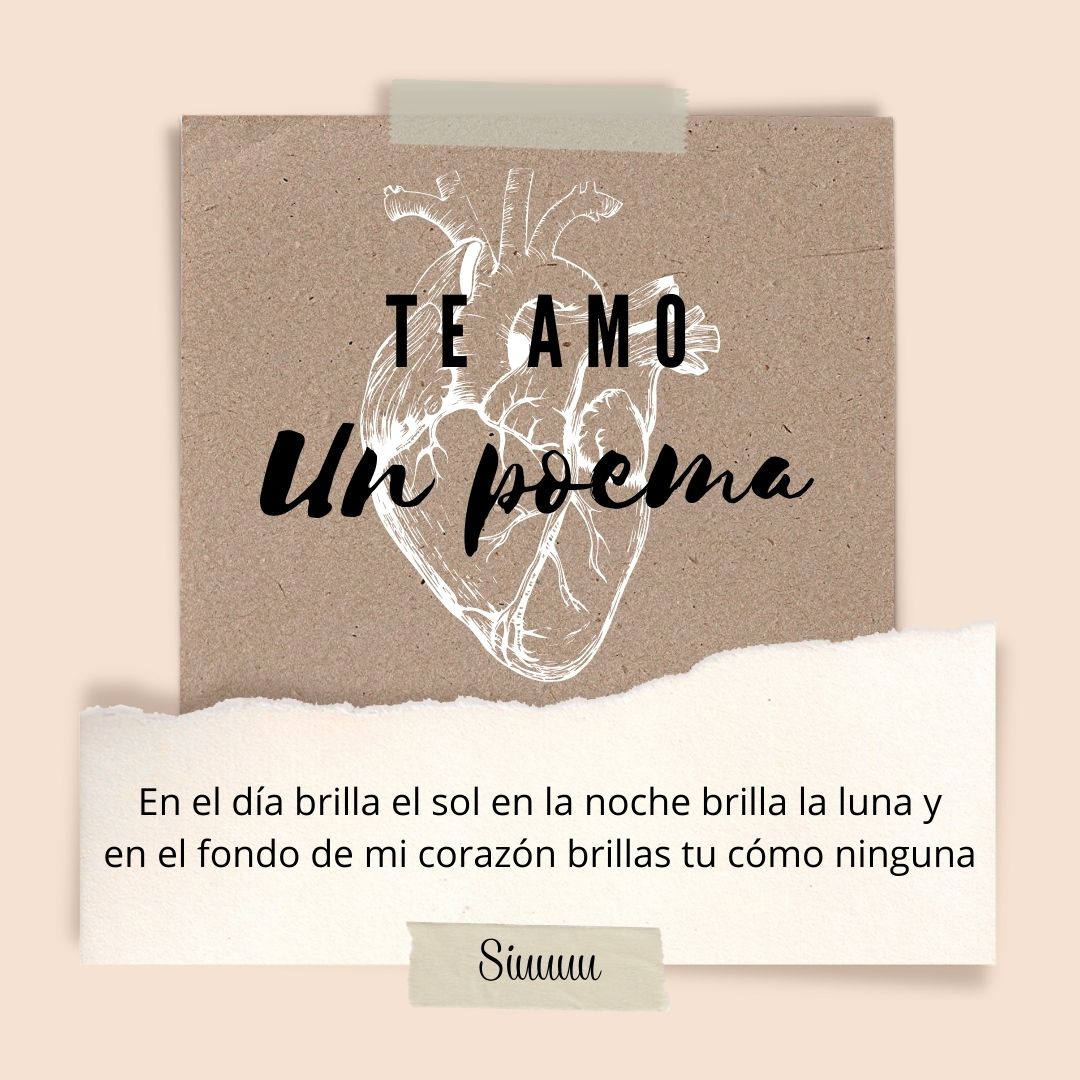 TE AMO
Un poema
En el día brilla el sol en la noche brilla la luna y
en el fondo de mi corazón brillas tu cómo ninguna
Siuuuu